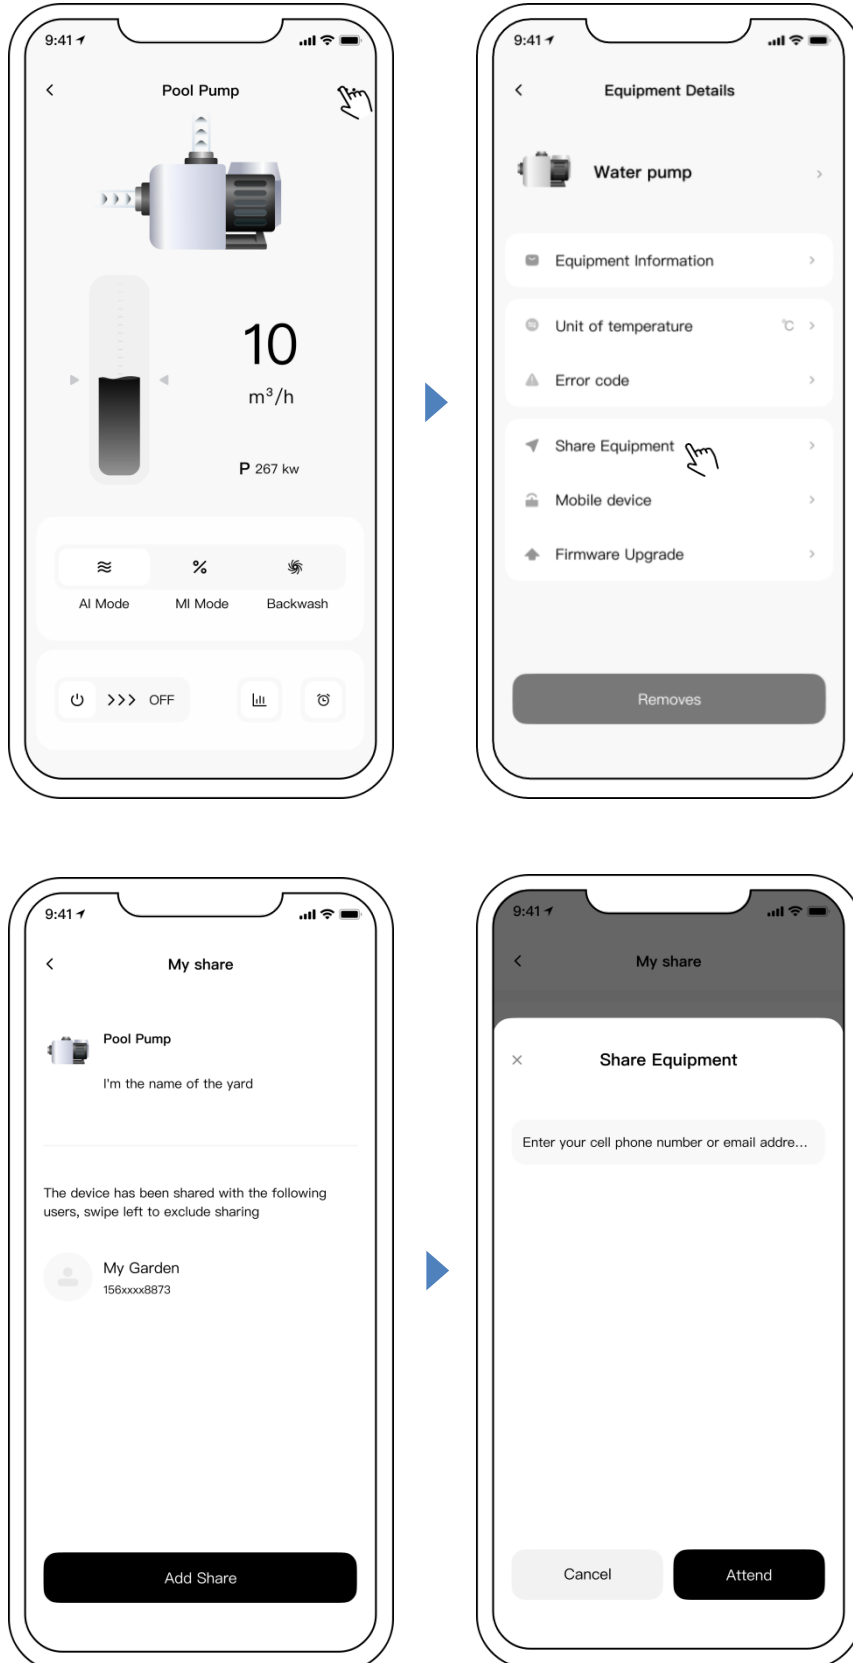 9:41
Pool Pump
10
m³/h
P 267 kw
AI Mode MI Mode Backwash
>>> OFF
9:41
Equipment Details
Water pump
Equipment Information
Unit of temperature °C
Error code
Share Equipment
Mobile device
Firmware Upgrade
Removes
9:41
My share
Pool Pump
I'm the name of the yard
The device has been shared with the following
users, swipe left to exclude sharing
My Garden
156xxxx8873
Add Share
9:41
My share
Share Equipment
Enter your cell phone number or email addre...
Cancel Attend